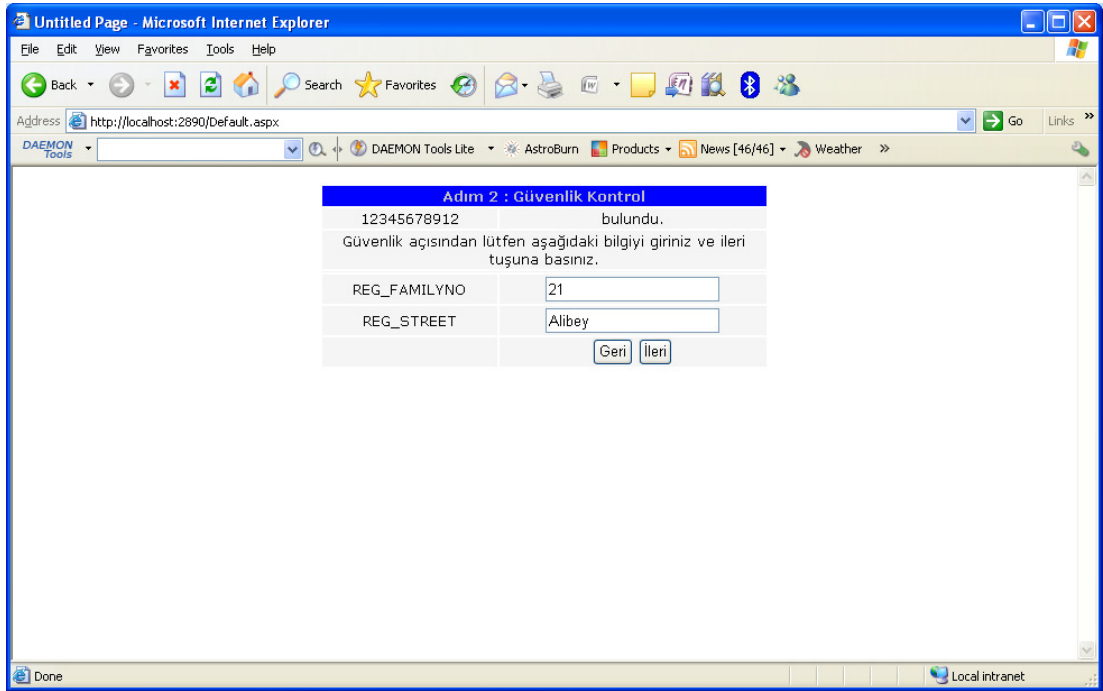 Untitled Page - Microsoft Internet Explorer
File Edit View Favorites Tools Help
Back Search Favorites
Address http://localhost:2890/Default.aspx Go Links »
DAEMON Tools DAEMON Tools Lite AstroBurn Products News [46/46] Weather »
Adım 2 : Güvenlik Kontrol
12345678912 bulundu.
Güvenlik açısından lütfen aşağıdaki bilgiyi giriniz ve ileri
tuşuna basınız.
REG_FAMILYNO 21
REG_STREET Alibey
Geri İleri
Done Local intranet